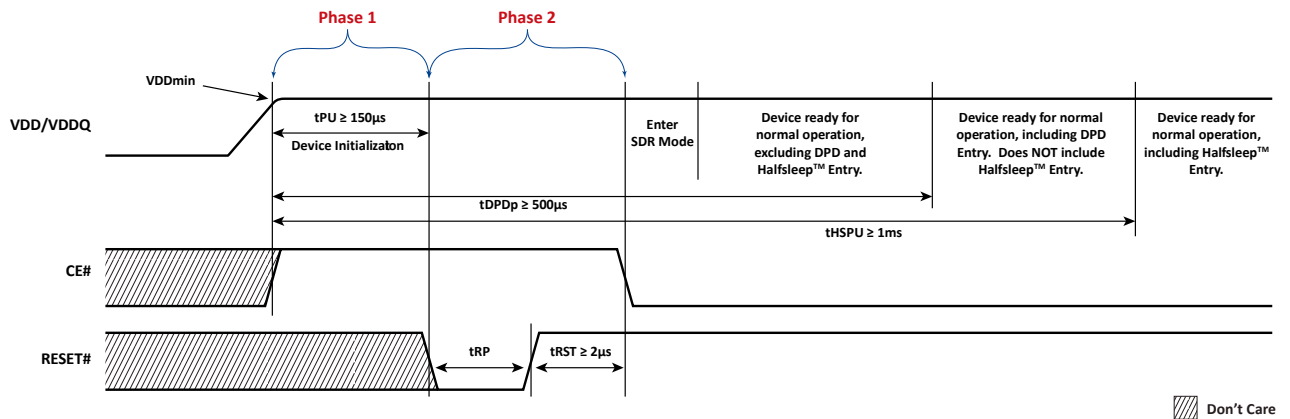 Phase 1
Phase 2
VDDmin
VDD/VDDQ
tPU ≥ 150µs
Device Initializaton
Enter
SDR Mode
Device ready for
normal operation,
excluding DPD and
Halfsleep™ Entry.
Device ready for normal
operation, including DPD
Entry. Does NOT include
Halfsleep™ Entry.
Device ready for
normal operation,
including Halfsleep™
Entry.
tDPDp ≥ 500µs
tHSPU ≥ 1ms
CE#
RESET#
tRP
tRST ≥ 2µs
Don't Care